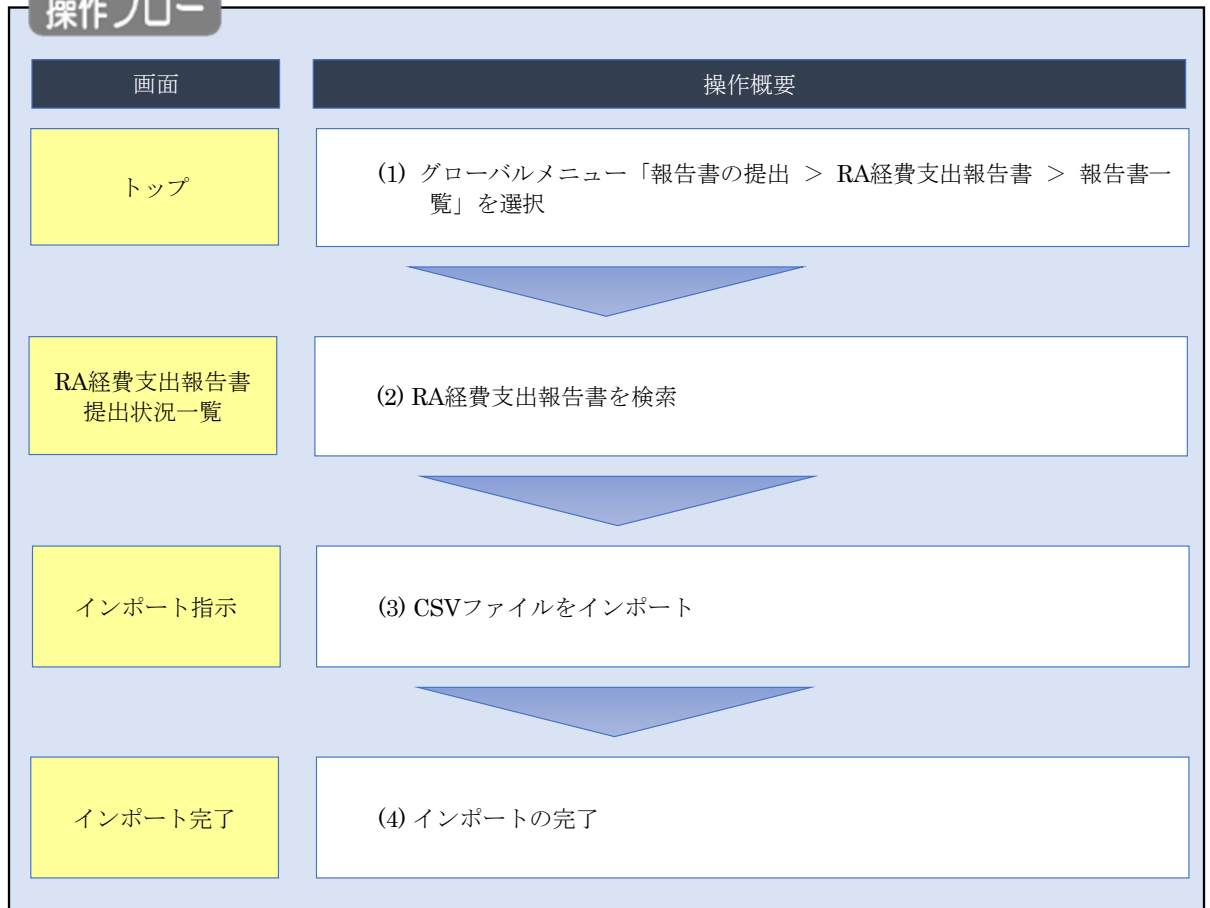 操作フロー
画面
操作概要
トップ
(1) グローバルメニュー「報告書の提出 ＞ RA経費支出報告書 ＞ 報告書一
覧」を選択
RA経費支出報告書
提出状況一覧
(2) RA経費支出報告書を検索
インポート指示
(3) CSVファイルをインポート
インポート完了
(4) インポートの完了